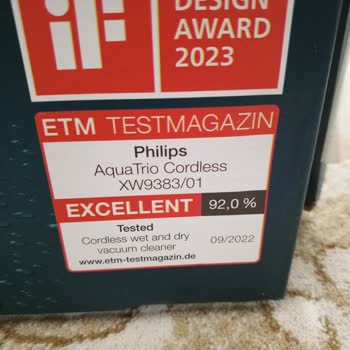 iF
DESIGN
AWARD
2023
ETM TESTMAGAZIN
Philips
AquaTrio Cordless
XW9383/01
EXCELLENT 92,0 %
Tested
Cordless wet and dry
vacuum cleaner
09/2022
www.etm-testmagazin.de